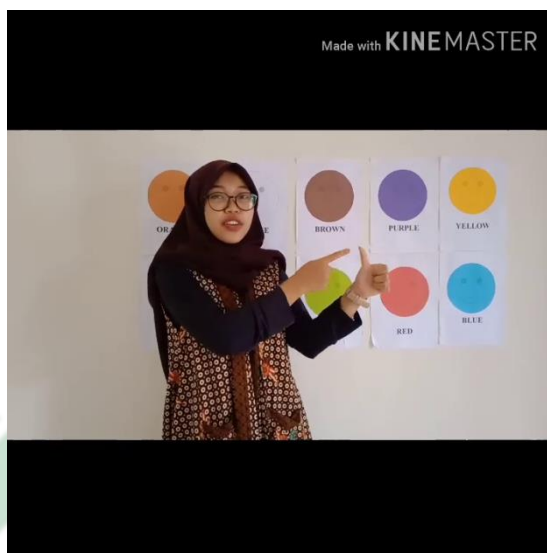 Made with KINEMASTER
BROWN
PURPLE
YELLOW
RED
BLUE